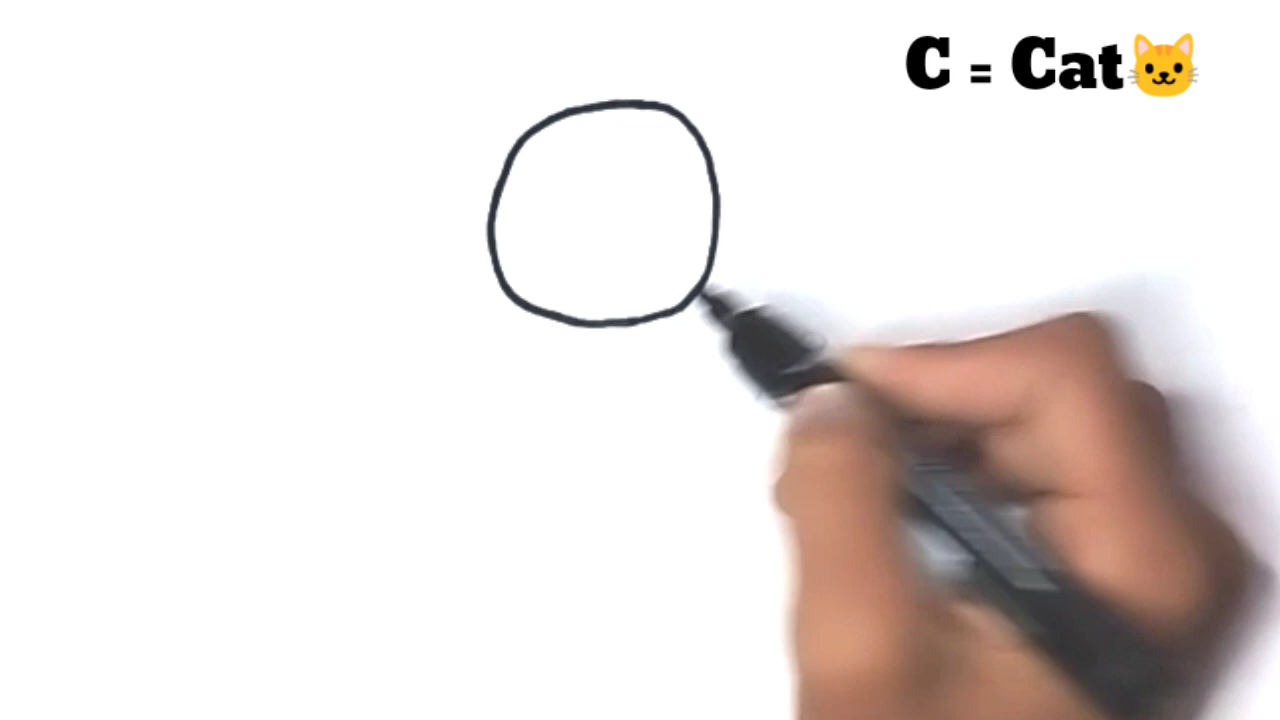 C = Cat🐱